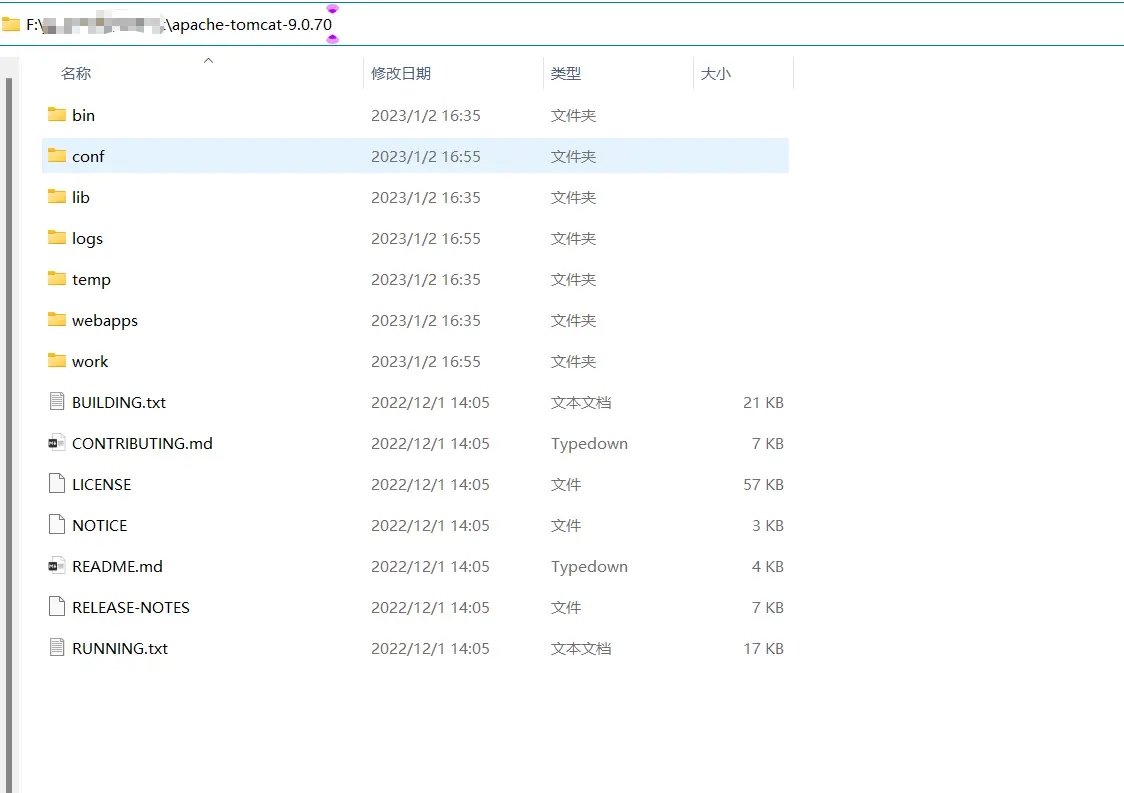 F:\ \apache-tomcat-9.0.70
名称 修改日期 类型 大小
bin 2023/1/2 16:35 文件夹
conf 2023/1/2 16:55 文件夹
lib 2023/1/2 16:35 文件夹
logs 2023/1/2 16:55 文件夹
temp 2023/1/2 16:35 文件夹
webapps 2023/1/2 16:35 文件夹
work 2023/1/2 16:55 文件夹
BUILDING.txt 2022/12/1 14:05 文本文档 21 KB
CONTRIBUTING.md 2022/12/1 14:05 Typedown 7 KB
LICENSE 2022/12/1 14:05 文件 57 KB
NOTICE 2022/12/1 14:05 文件 3 KB
README.md 2022/12/1 14:05 Typedown 4 KB
RELEASE-NOTES 2022/12/1 14:05 文件 7 KB
RUNNING.txt 2022/12/1 14:05 文本文档 17 KB